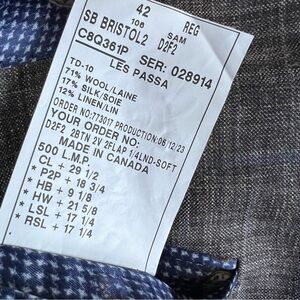 42 REG
108 SAM
SB BRISTOL2 D2F2
C8Q361P SER: 028914
LES PASSA
TD-10
71% WOOL/LAINE
17% SILK/SOIE
12% LINEN/LIN
ORDER NO:773017 PRODUCTION:06/12/23
YOUR ORDER NO:
D2F2 2BTN 2V 2FLAP 1/4LND-SOFT
MADE IN CANADA
500 L.M.P.
CL + 29 1/2
* P2P + 18 3/4
* HB + 9 1/8
* HW + 21 5/8
* LSL + 17 1/4
* RSL + 17 1/4